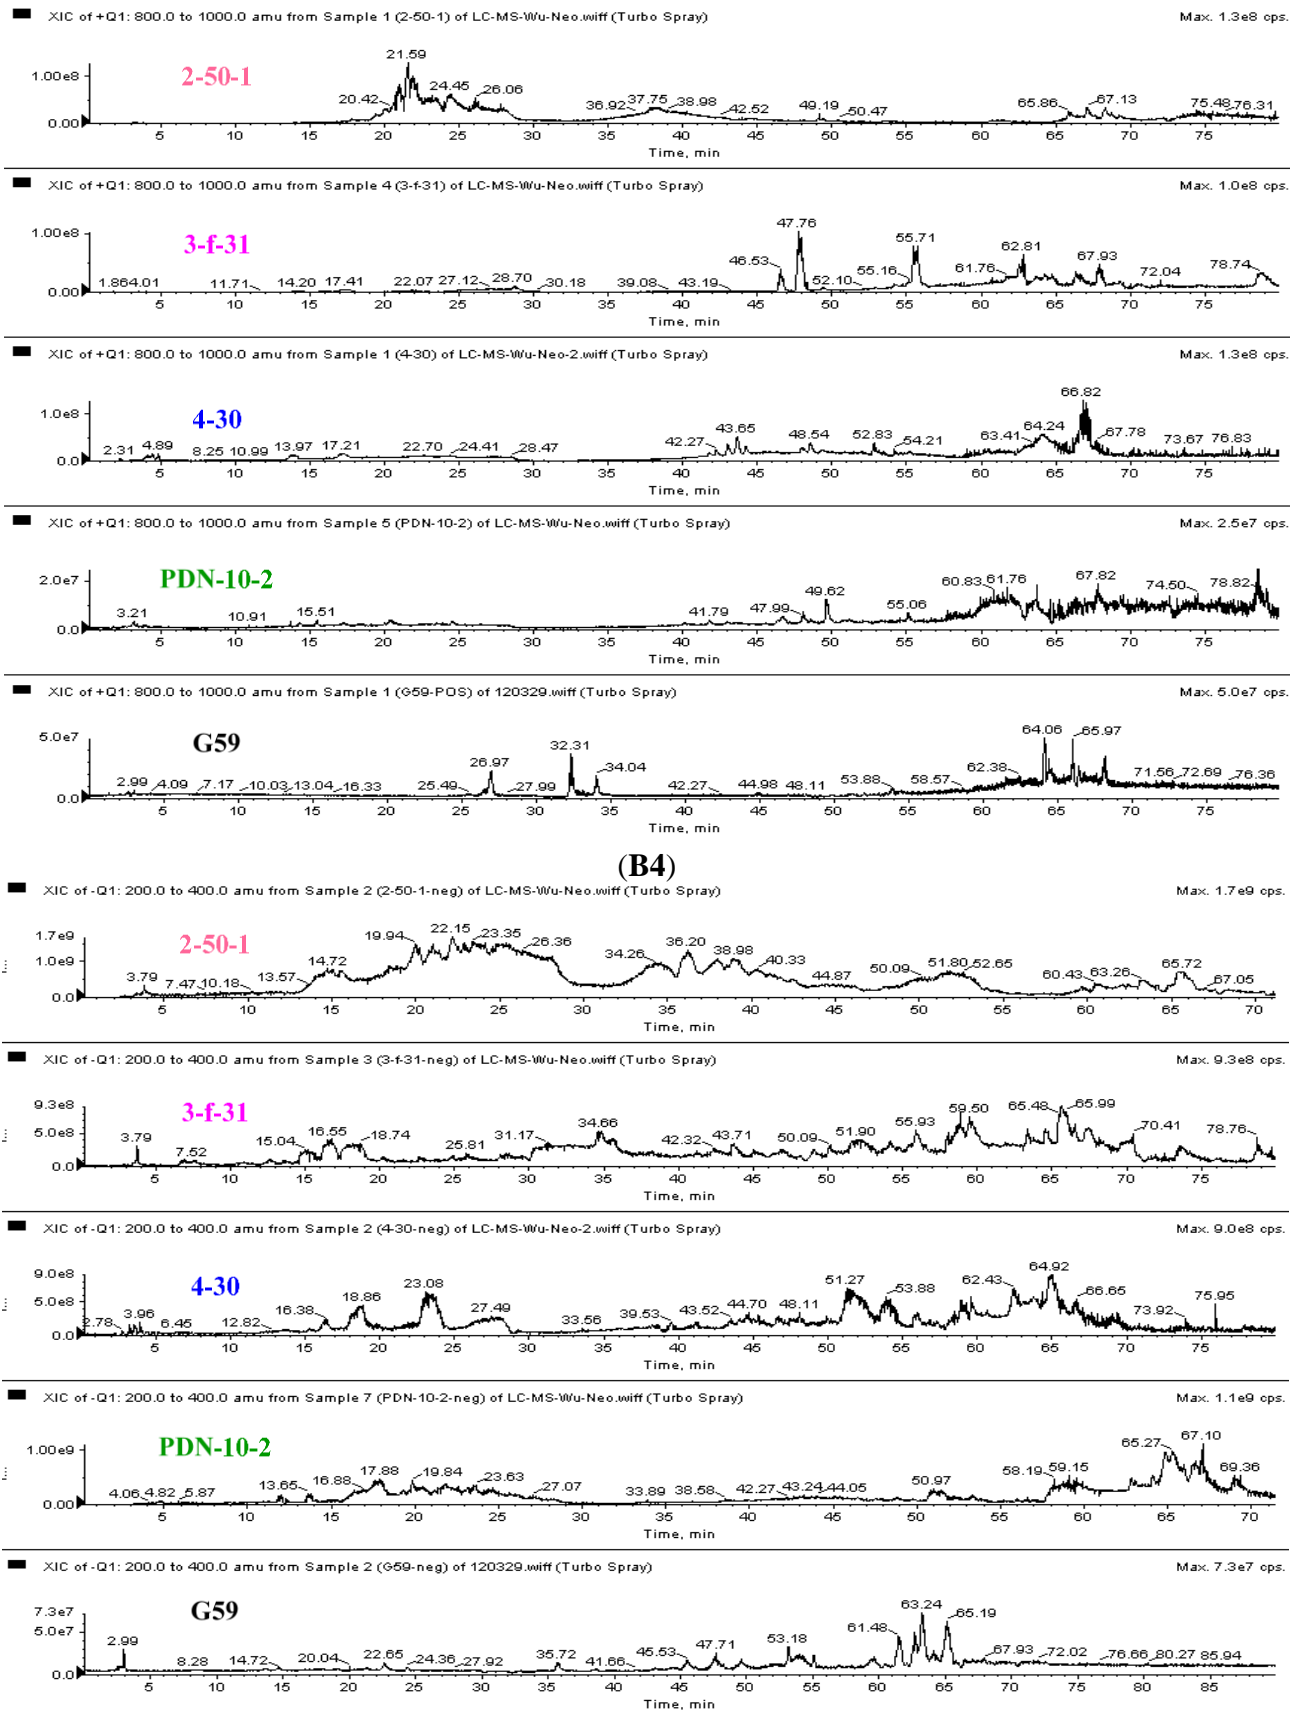 XIC of +Q1: 800.0 to 1000.0 amu from Sample 1 (2-50-1) of LC-MS-Wu-Neo.wiff (Turbo Spray) Max. 1.3e8 cps.
21.59
1.00e8 2-50-1 20.42 24.45 26.06 36.92 37.75 38.98 42.52 49.19 50.47 65.86 67.13 75.48 76.31
0.00
5 10 15 20 25 30 35 40 45 50 55 60 65 70 75
Time, min
XIC of +Q1: 800.0 to 1000.0 amu from Sample 4 (3-f-31) of LC-MS-Wu-Neo.wiff (Turbo Spray) Max. 1.0e8 cps.
47.76
1.00e8 3-f-31 46.53 55.71 62.81 67.93
1.86 4.01 11.71 14.20 17.41 22.07 27.12 28.70 30.18 39.08 43.19 52.10 55.16 61.76 72.04 78.74
0.00
5 10 15 20 25 30 35 40 45 50 55 60 65 70 75
Time, min
XIC of +Q1: 800.0 to 1000.0 amu from Sample 1 (4-30) of LC-MS-Wu-Neo-2.wiff (Turbo Spray) Max. 1.3e8 cps.
66.82
1.0e8 4-30
2.31 4.89 8.25 10.99 13.97 17.21 22.70 24.41 28.47 42.27 43.65 48.54 52.83 54.21 63.41 64.24 67.78 73.67 76.83
0.0
5 10 15 20 25 30 35 40 45 50 55 60 65 70 75
Time, min
XIC of +Q1: 800.0 to 1000.0 amu from Sample 5 (PDN-10-2) of LC-MS-Wu-Neo.wiff (Turbo Spray) Max. 2.5e7 cps.
2.0e7 PDN-10-2 49.62 60.83 61.76 67.82 74.50 78.82
3.21 10.91 15.51 41.79 47.99 55.06
0.0
5 10 15 20 25 30 35 40 45 50 55 60 65 70 75
Time, min
XIC of +Q1: 800.0 to 1000.0 amu from Sample 1 (G59-POS) of 120329.wiff (Turbo Spray) Max. 5.0e7 cps.
5.0e7 G59 32.31 64.06 65.97
2.99 4.09 7.17 10.03 13.04 16.33 25.49 26.97 27.99 34.04 42.27 44.98 48.11 53.88 58.57 62.38 71.56 72.69 76.36
0.0
5 10 15 20 25 30 35 40 45 50 55 60 65 70 75
Time, min
(B4)
XIC of -Q1: 200.0 to 400.0 amu from Sample 2 (2-50-1-neg) of LC-MS-Wu-Neo.wiff (Turbo Spray) Max. 1.7e9 cps.
1.7e9 2-50-1 19.94 22.15 23.35 26.36 34.26 36.20 38.98
1.0e9 3.79 7.47 10.18 13.57 14.72 40.33 44.87 50.09 51.80 52.65 60.43 63.26 65.72 67.05
0.0
5 10 15 20 25 30 35 40 45 50 55 60 65 70
Time, min
XIC of -Q1: 200.0 to 400.0 amu from Sample 3 (3-f-31-neg) of LC-MS-Wu-Neo.wiff (Turbo Spray) Max. 9.3e8 cps.
9.3e8 3-f-31 59.50 65.48 65.99
5.0e8 3.79 7.52 15.04 16.55 18.74 25.81 31.17 34.66 42.32 43.71 50.09 51.90 55.93 70.41 78.76
0.0
5 10 15 20 25 30 35 40 45 50 55 60 65 70 75
Time, min
XIC of -Q1: 200.0 to 400.0 amu from Sample 2 (4-30-neg) of LC-MS-Wu-Neo-2.wiff (Turbo Spray) Max. 9.0e8 cps.
9.0e8 4-30 18.86 23.08 51.27 53.88 62.43 64.92
5.0e8 2.78 3.96 6.45 12.82 16.38 27.49 33.56 39.53 43.52 44.70 48.11 66.65 73.92 75.95
0.0
5 10 15 20 25 30 35 40 45 50 55 60 65 70 75
Time, min
XIC of -Q1: 200.0 to 400.0 amu from Sample 7 (PDN-10-2-neg) of LC-MS-Wu-Neo.wiff (Turbo Spray) Max. 1.1e9 cps.
1.00e9 PDN-10-2 65.27 67.10
4.06 4.82 5.87 13.65 16.88 17.88 19.84 23.63 27.07 33.89 38.58 42.27 43.24 44.05 50.97 58.19 59.15 69.36
0.00
5 10 15 20 25 30 35 40 45 50 55 60 65 70
Time, min
XIC of -Q1: 200.0 to 400.0 amu from Sample 2 (G59-neg) of 120329.wiff (Turbo Spray) Max. 7.3e7 cps.
7.3e7 G59 63.24 65.19
5.0e7 2.99 8.28 14.72 20.04 22.65 24.36 27.92 35.72 41.66 45.53 47.71 53.18 61.48 67.93 72.02 76.66 80.27 85.94
0.0
5 10 15 20 25 30 35 40 45 50 55 60 65 70 75 80 85
Time, min